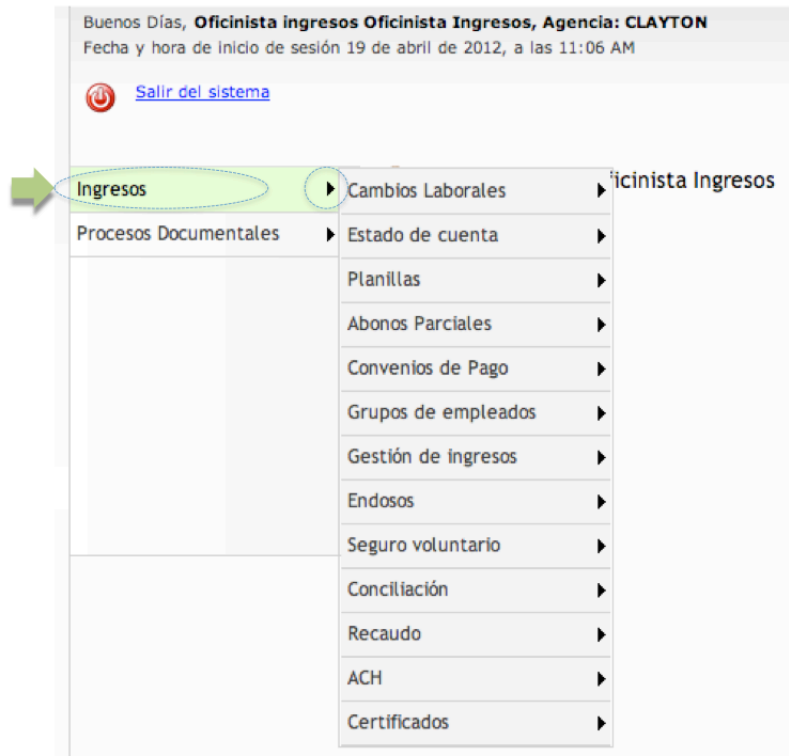 Buenos Días, Oficinista ingresos Oficinista Ingresos, Agencia: CLAYTON
Fecha y hora de inicio de sesión 19 de abril de 2012, a las 11:06 AM
Salir del sistema
Ingresos
Procesos Documentales
Cambios Laborales
icinista Ingresos
Estado de cuenta
Planillas
Abonos Parciales
Convenios de Pago
Grupos de empleados
Gestión de ingresos
Endosos
Seguro voluntario
Conciliación
Recaudo
ACH
Certificados